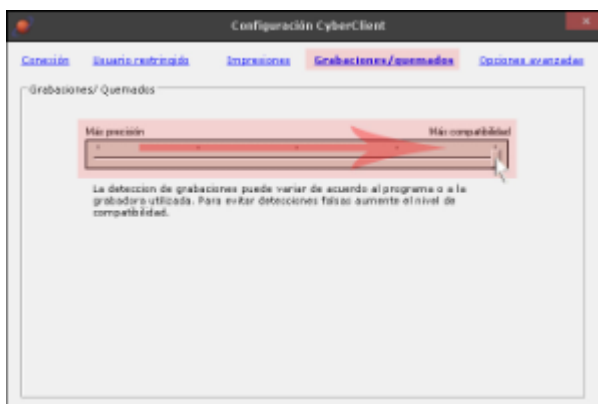 Configuración CyberClient
Conexión Usuario restringido Impresiones Grabaciones/quemados Opciones avanzadas
Grabaciones/ Quemados
Más precisión Más compatibilidad
La deteccion de grabaciones puede variar de acuerdo al programa o a la
grabadora utilizada. Para evitar detecciones falsas aumente el nivel de
compatibilidad.